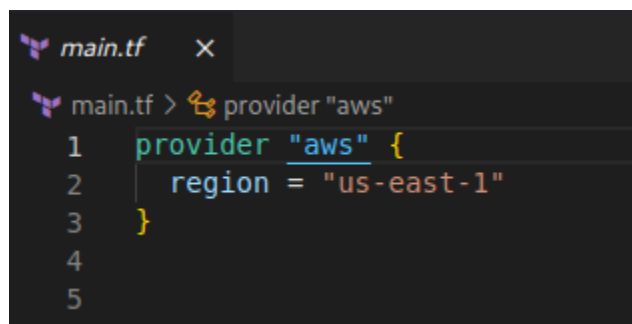 main.tf ×
main.tf > provider "aws"
1 provider "aws" {
2   region = "us-east-1"
3 }
4
5